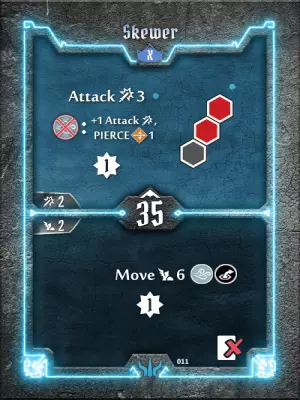 Skewer
X
Attack 3
+1 Attack ,
PIERCE 1
1
2
35
2
Move 6
1
011